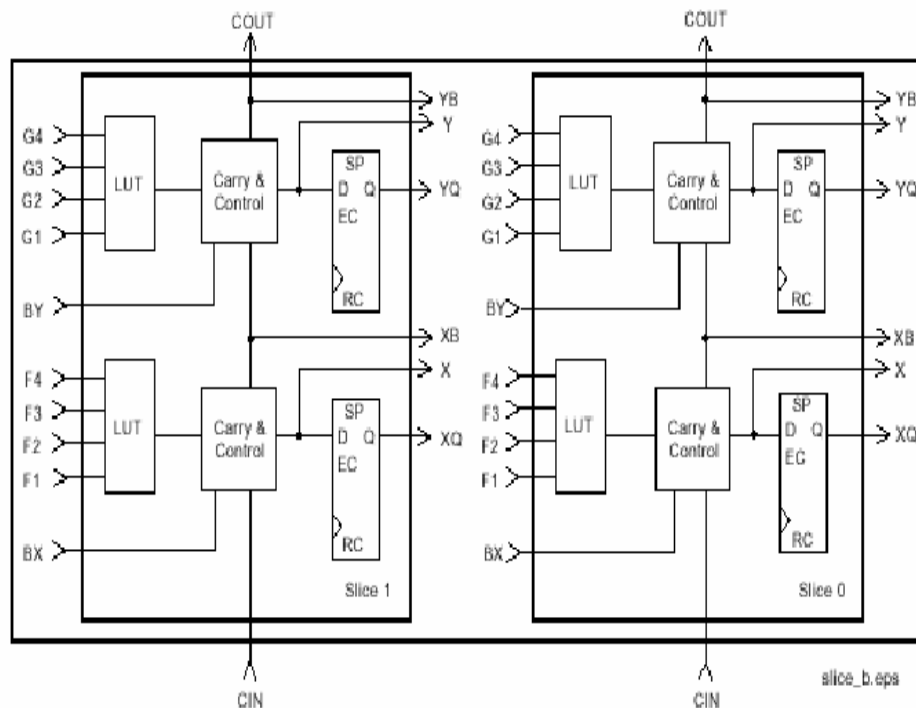 COUT COUT
YB YB
Y Y
G4 G4
SP SP
G3 Carry & G3 Carry &
LUT Control D Q YQ LUT Control D Q YQ
G2 EC G2 EC
G1 G1
RC RC
BY BY
XB XB
X X
F4 F4
SP SP
F3 Carry & F3 Carry &
LUT Control D Q XQ LUT Control D Q XQ
F2 EC F2 EC
F1 F1
RC RC
BX BX
Slice 1 Slice 0
slice_b.eps
CIN CIN